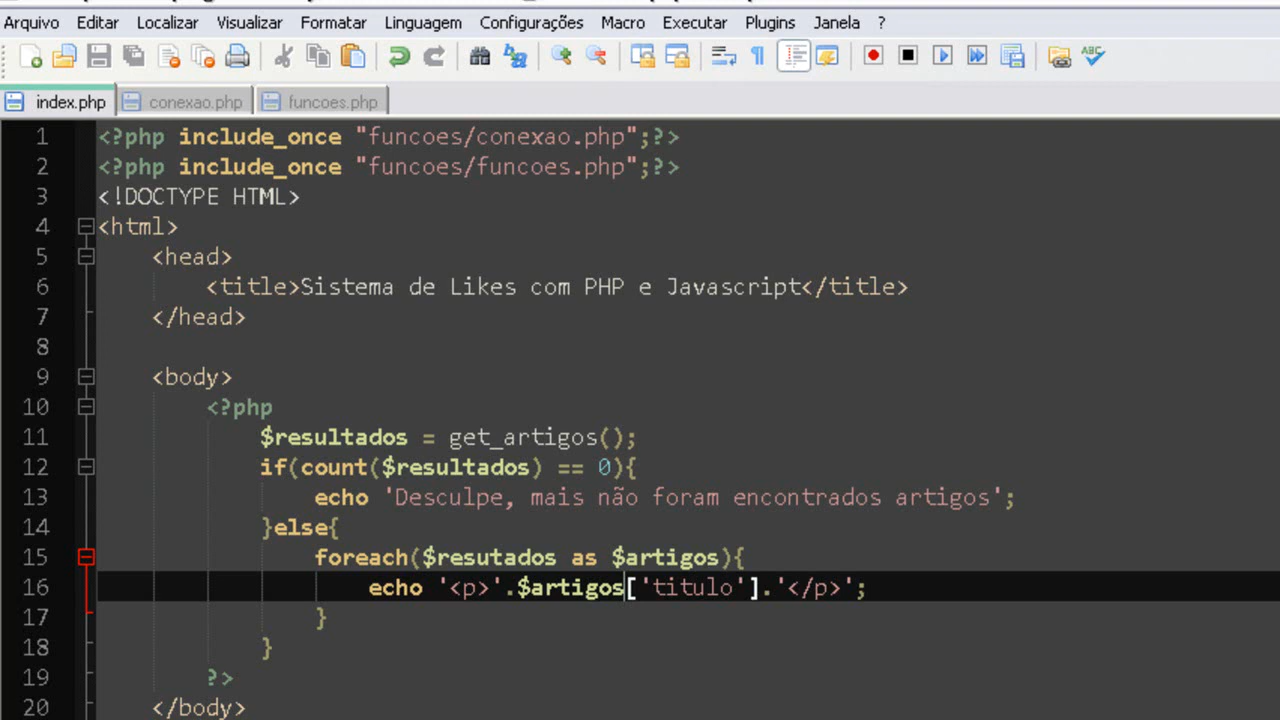 Arquivo Editar Localizar Visualizar Formatar Linguagem Configurações Macro Executar Plugins Janela ?
index.php conexao.php funcoes.php
1 <?php include_once "funcoes/conexao.php";?>
2 <?php include_once "funcoes/funcoes.php";?>
3 <!DOCTYPE HTML>
4 <html>
5 <head>
6 <title>Sistema de Likes com PHP e Javascript</title>
7 </head>
8
9 <body>
10 <?php
11 $resultados = get_artigos();
12 if(count($resultados) == 0){
13 echo 'Desculpe, mais não foram encontrados artigos';
14 }else{
15 foreach($resutados as $artigos){
16 echo '<p>'.$artigos['titulo'].'</p>';
17 }
18 }
19 ?>
20 </body>